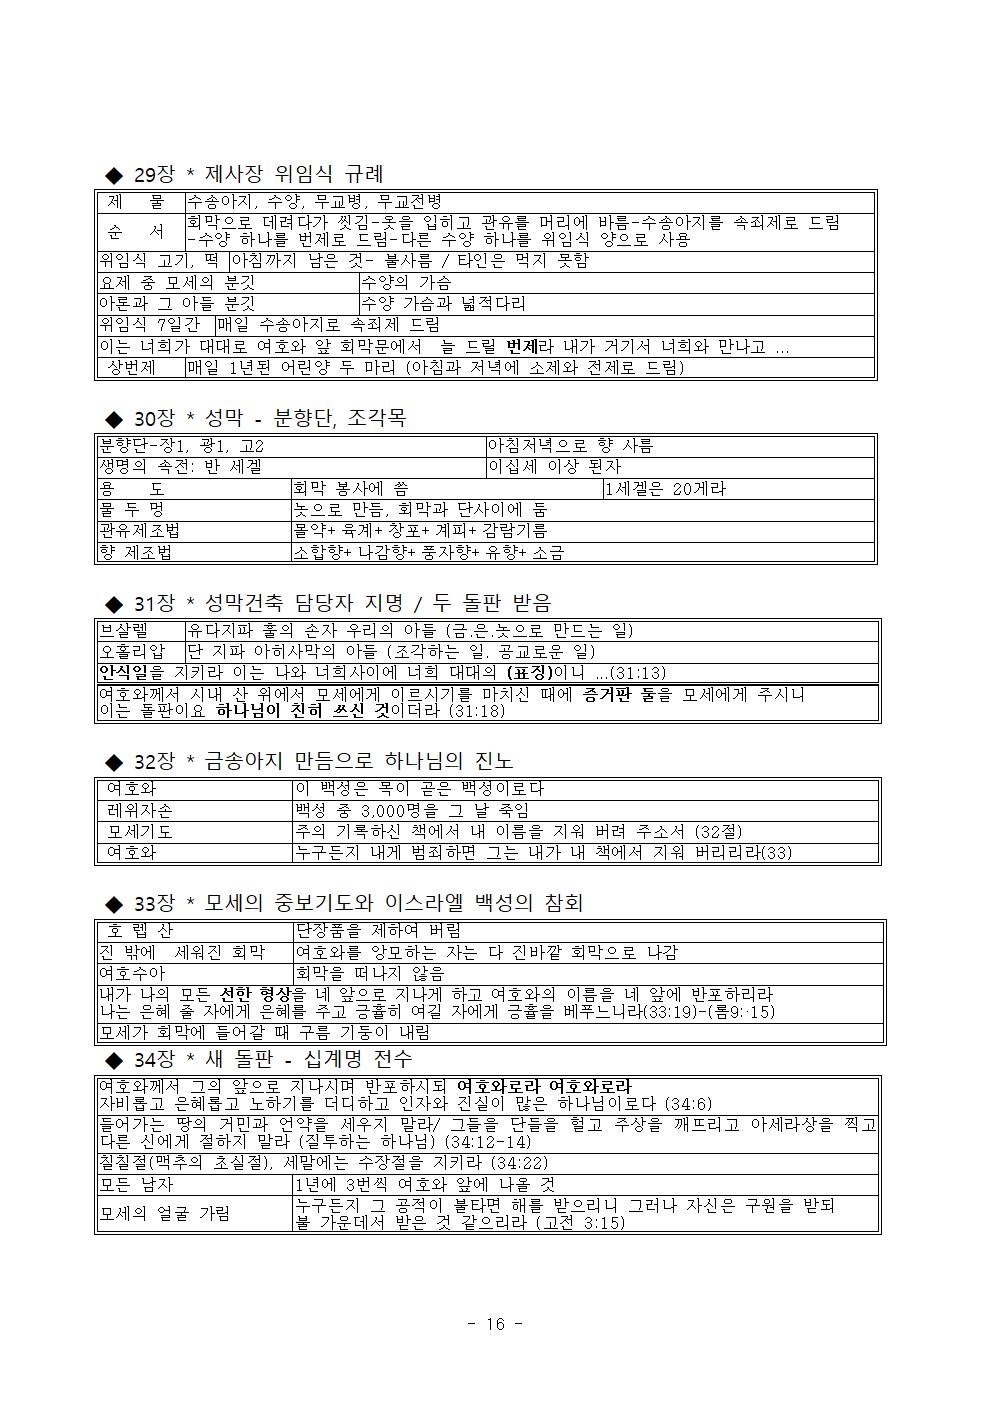 ◆ 29장 * 제사장 위임식 규례
제 물 수송아지, 수양, 무교병, 무교전병
순 서 회막으로 데려다가 씻김-옷을 입히고 관유를 머리에 바름-수송아지를 속죄제로 드림
-수양 하나를 번제로 드림-다른 수양 하나를 위임식 양으로 사용
위임식 고기, 떡 아침까지 남은 것- 불사름 / 타인은 먹지 못함
요제 중 모세의 분깃 수양의 가슴
아론과 그 아들 분깃 수양 가슴과 넓적다리
위임식 7일간 매일 수송아지로 속죄제 드림
이는 너희가 대대로 여호와 앞 회막문에서 늘 드릴 번제라 내가 거기서 너희와 만나고 ...
상번제 매일 1년된 어린양 두 마리 (아침과 저녁에 소제와 전제로 드림)
◆ 30장 * 성막 - 분향단, 조각목
분향단-장1, 광1, 고2 아침저녁으로 향 사름
생명의 속전: 반 세겔 이십세 이상 된자
용 도 회막 봉사에 씀 1세겔은 20게라
물 두 멍 놋으로 만듬, 회막과 단사이에 둠
관유제조법 몰약+ 육계+ 창포+ 계피+ 감람기름
향 제조법 소합향+ 나감향+ 풍자향+ 유향+ 소금
◆ 31장 * 성막건축 담당자 지명 / 두 돌판 받음
브살렐 유다지파 훌의 손자 우리의 아들 (금.은.놋으로 만드는 일)
오홀리압 단 지파 아히사막의 아들 (조각하는 일. 공교로운 일)
안식일을 지키라 이는 나와 너희사이에 너희 대대의 (표징)이니 ...(31:13)
여호와께서 시내 산 위에서 모세에게 이르시기를 마치신 때에 증거판 둘을 모세에게 주시니
이는 돌판이요 하나님이 친히 쓰신 것이더라 (31:18)
◆ 32장 * 금송아지 만듬으로 하나님의 진노
여호와 이 백성은 목이 곧은 백성이로다
레위자손 백성 중 3,000명을 그 날 죽임
모세기도 주의 기록하신 책에서 내 이름을 지워 버려 주소서 (32절)
여호와 누구든지 내게 범죄하면 그는 내가 내 책에서 지워 버리리라(33)
◆ 33장 * 모세의 중보기도와 이스라엘 백성의 참회
호 렙 산 단장품을 제하여 버림
진 밖에 세워진 회막 여호와를 앙모하는 자는 다 진바깥 회막으로 나감
여호수아 회막을 떠나지 않음
내가 나의 모든 선한 형상을 네 앞으로 지나게 하고 여호와의 이름을 네 앞에 반포하리라
나는 은혜 줄 자에게 은혜를 주고 긍휼히 여길 자에게 긍휼을 베푸느니라(33:19)-(롬9:15)
모세가 회막에 들어갈 때 구름 기둥이 내림
◆ 34장 * 새 돌판 - 십계명 전수
여호와께서 그의 앞으로 지나시며 반포하시되 여호와로라 여호와로라
자비롭고 은혜롭고 노하기를 더디하고 인자와 진실이 많은 하나님이로다 (34:6)
들어가는 땅의 거민과 언약을 세우지 말라/ 그들을 단들을 헐고 주상을 깨뜨리고 아세라상을 찍고
다른 신에게 절하지 말라 (질투하는 하나님) (34:12-14)
칠칠절(맥추의 초실절), 세말에는 수장절을 지키라 (34:22)
모든 남자 1년에 3번씩 여호와 앞에 나올 것
모세의 얼굴 가림 누구든지 그 공적이 불타면 해를 받으리니 그러나 자신은 구원을 받되
불 가운데서 받은 것 같으리라 (고전 3:15)
- 16 -